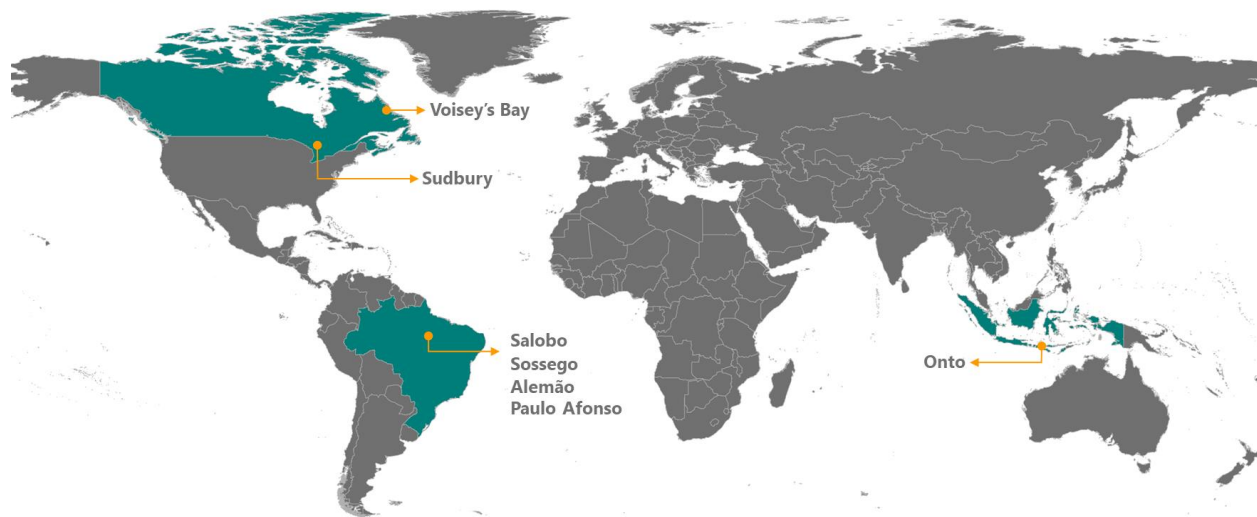 Voisey's Bay
Sudbury
Salobo
Sossego
Alemão
Paulo Afonso
Onto